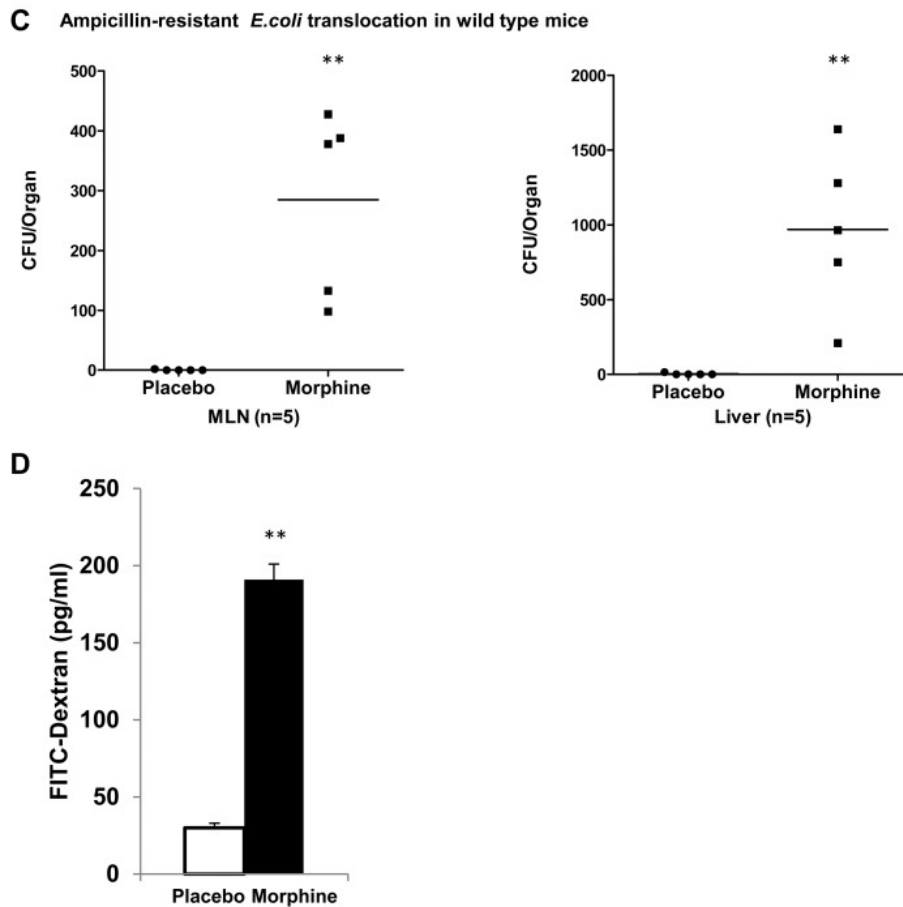 C Ampicillin-resistant E.coli translocation in wild type mice
**
500
400
300
200
100
0
CFU/Organ
Placebo Morphine
MLN (n=5)
**
2000
1500
1000
500
0
CFU/Organ
Placebo Morphine
Liver (n=5)
D
250
200
150
100
50
0
FITC-Dextran (pg/ml)
**
Placebo Morphine